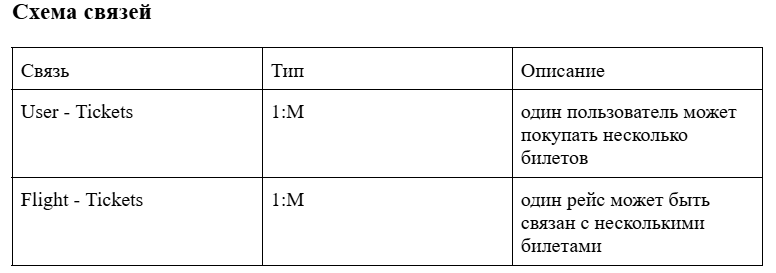 Схема связей
Связь Тип Описание
User - Tickets 1:M один пользователь может
покупать несколько
билетов
Flight - Tickets 1:M один рейс может быть
связан с несколькими
билетами